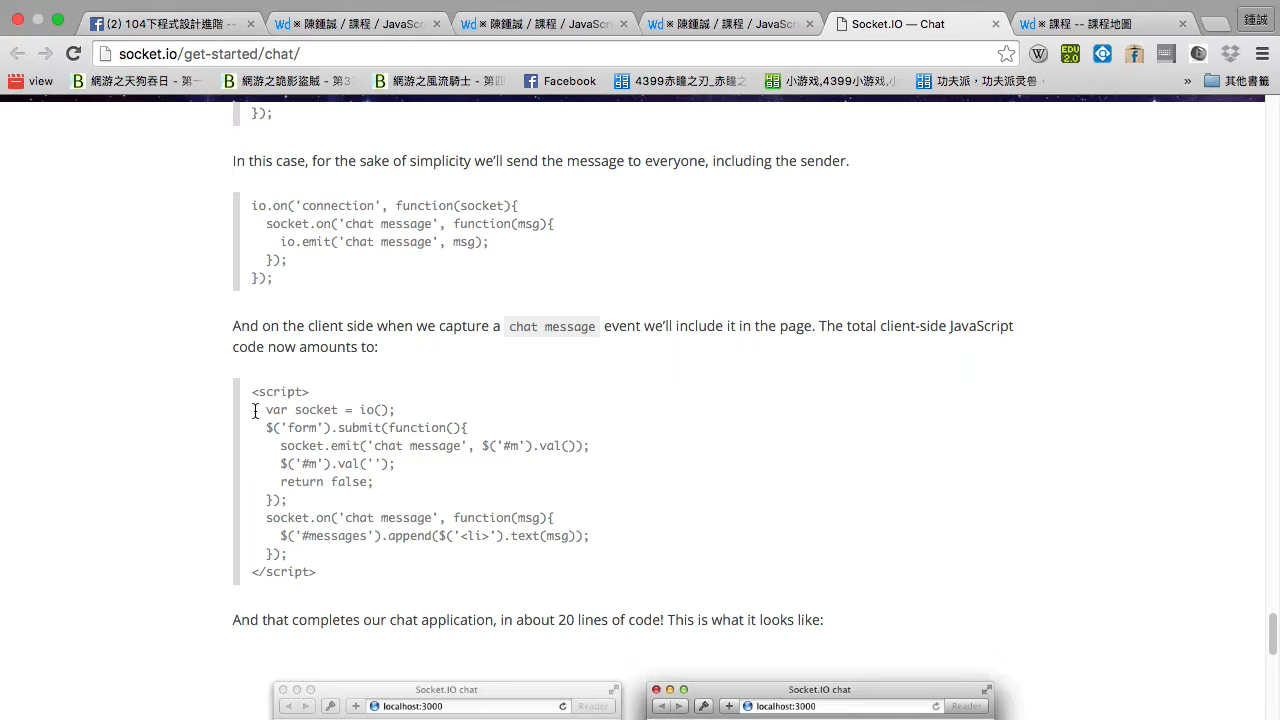 (2) 104下程式設計進階
※ 陳鍾誠 / 課程 / JavaScri
※ 陳鍾誠 / 課程 / JavaScri
※ 陳鍾誠 / 課程 / JavaScri
Socket.IO — Chat
※ 課程 -- 課程地圖
鍾誠
socket.io/get-started/chat/
view
網游之天狗春日 - 第一
網游之詭影盜賊 - 第3
網游之風流騎士 - 第四
Facebook
4399赤瞳之刃_赤瞳之
小游戏,4399小游戏,小
功夫派，功夫派灵兽
»
其他書籤
});
In this case, for the sake of simplicity we'll send the message to everyone, including the sender.
io.on('connection', function(socket){
socket.on('chat message', function(msg){
io.emit('chat message', msg);
});
});
And on the client side when we capture a chat message event we'll include it in the page. The total client-side JavaScript
code now amounts to:
<script>
var socket = io();
$('form').submit(function(){
socket.emit('chat message', $('#m').val());
$('#m').val('');
return false;
});
socket.on('chat message', function(msg){
$('#messages').append($('<li>').text(msg));
});
</script>
And that completes our chat application, in about 20 lines of code! This is what it looks like:
Socket.IO chat
localhost:3000
Reader
Socket.IO chat
localhost:3000
Reader